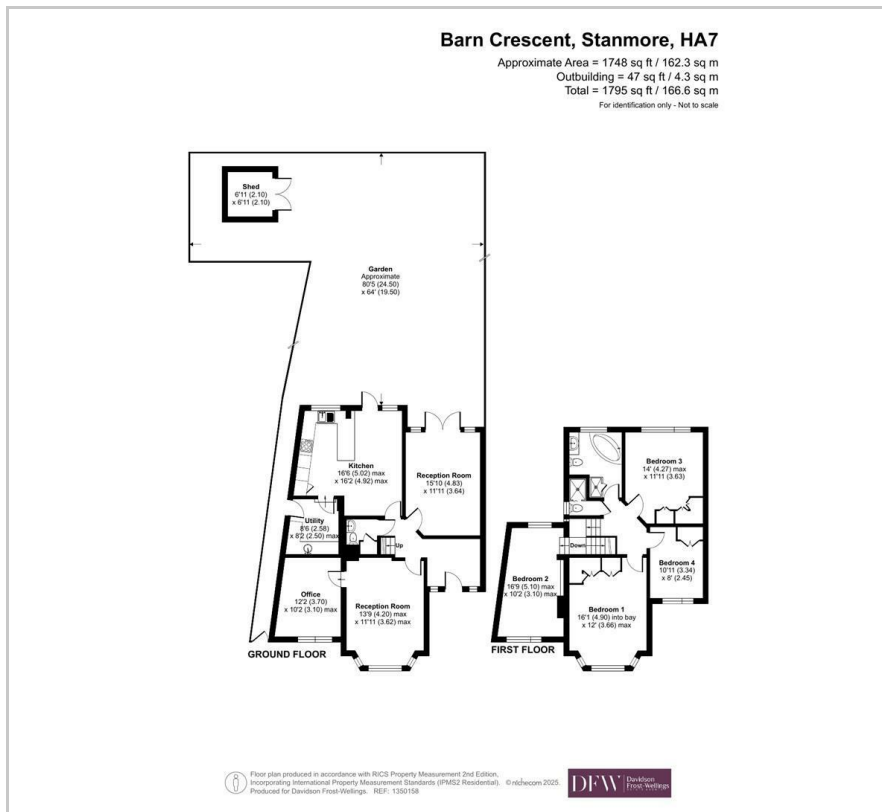 Barn Crescent, Stanmore, HA7
Approximate Area = 1748 sq ft / 162.3 sq m
Outbuilding = 47 sq ft / 4.3 sq m
Total = 1795 sq ft / 166.6 sq m
For identification only - Not to scale
Shed
6'11 (2.10)
x 6'11 (2.10)
Garden
Approximate
80'5 (24.50)
x 64' (19.50)
Kitchen
16'6 (5.02) max
x 16'2 (4.92) max
Reception Room
15'10 (4.83)
x 11'11 (3.64)
Utility
8'6 (2.58)
x 8'2 (2.50) max
Up
Office
12'2 (3.70)
x 10'2 (3.10) max
Reception Room
13'9 (4.20) max
x 11'11 (3.62) max
GROUND FLOOR
Bedroom 3
14' (4.27) max
x 11'11 (3.63)
Down
Bedroom 4
10'11 (3.34)
x 8' (2.45)
Bedroom 2
16'9 (5.10) max
x 10'2 (3.10) max
Bedroom 1
16'1 (4.90) into bay
x 12' (3.66) max
FIRST FLOOR
Floor plan produced in accordance with RICS Property Measurement 2nd Edition,
Incorporating International Property Measurement Standards (IPMS2 Residential). © nichecom 2025.
Produced for Davidson Frost-Wellings. REF: 1350158
DFW Davidson
Frost-Wellings